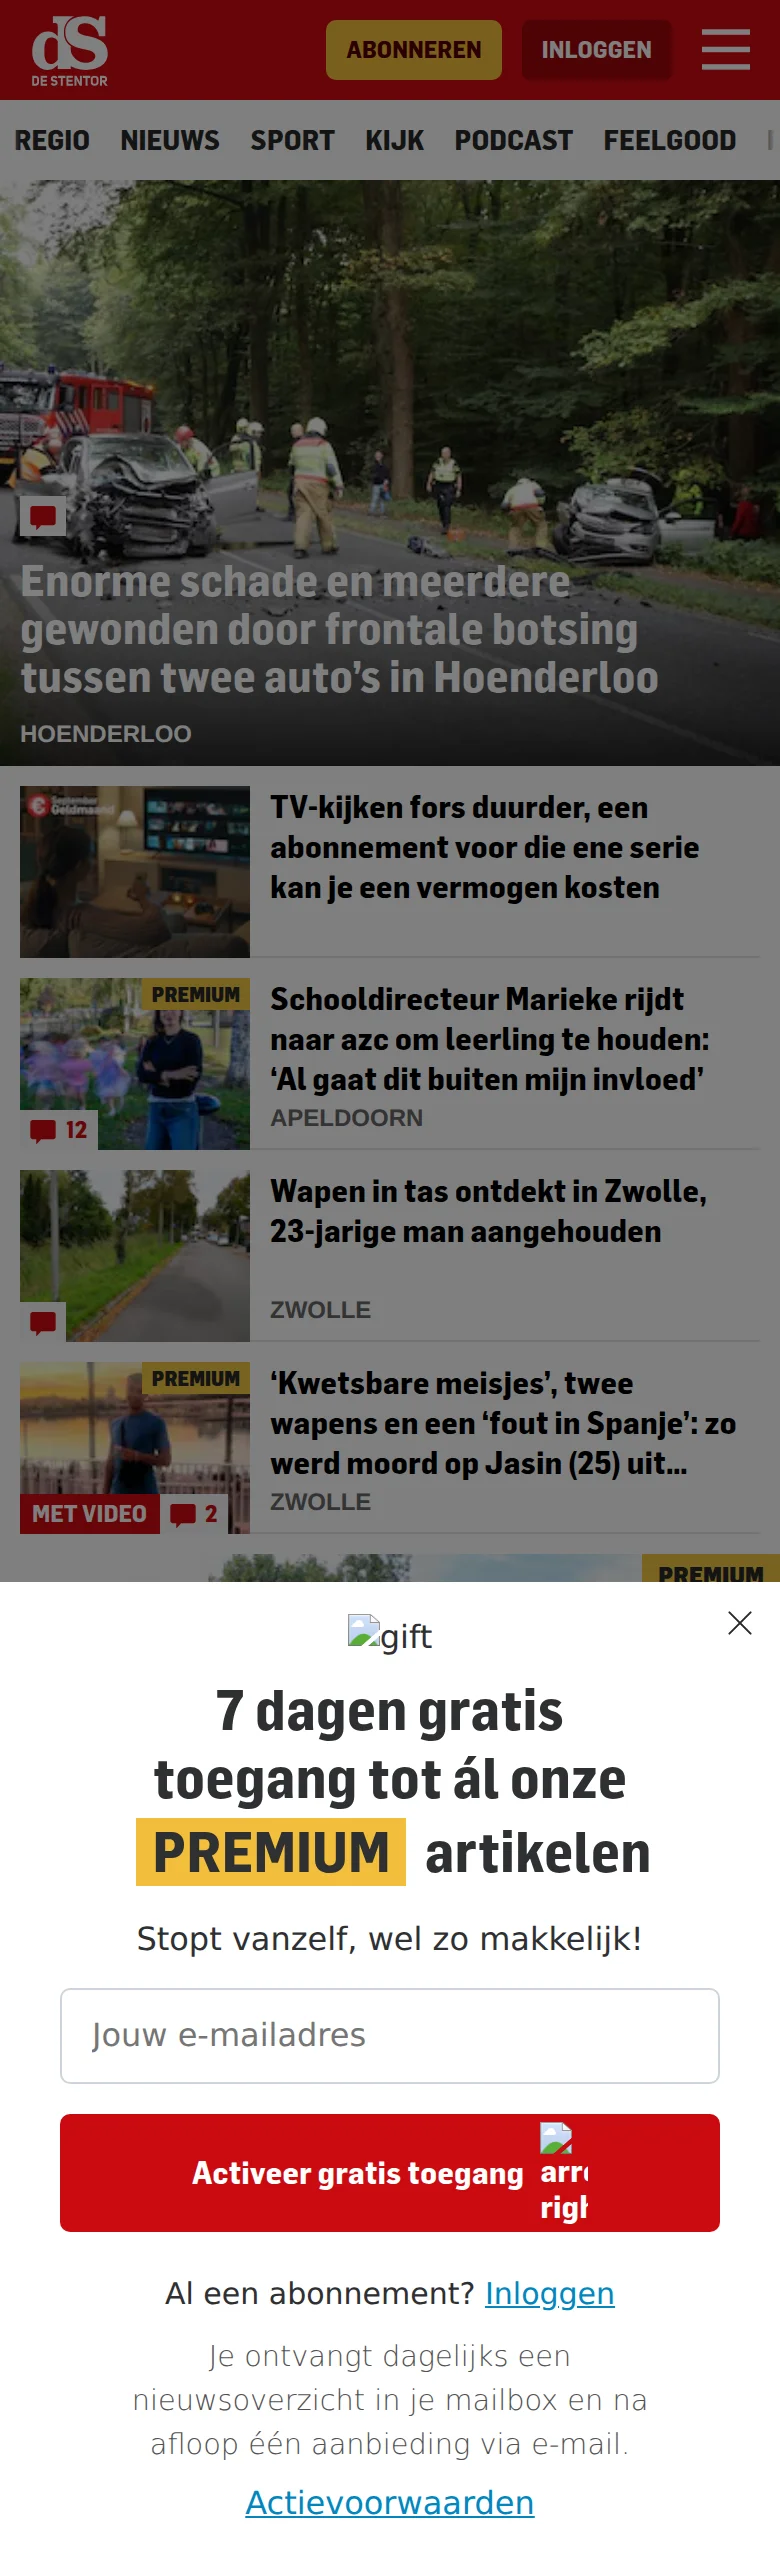 dS
DE STENTOR
ABONNEREN
INLOGGEN
REGIO NIEUWS SPORT KIJK PODCAST FEELGOOD
Enorme schade en meerdere
gewonden door frontale botsing
tussen twee auto’s in Hoenderloo
HOENDERLOO
September
Geldmaand
TV-kijken fors duurder, een
abonnement voor die ene serie
kan je een vermogen kosten
PREMIUM
12
Schooldirecteur Marieke rijdt
naar azc om leerling te houden:
‘Al gaat dit buiten mijn invloed’
APELDOORN
Wapen in tas ontdekt in Zwolle,
23-jarige man aangehouden
ZWOLLE
PREMIUM
MET VIDEO 2
‘Kwetsbare meisjes’, twee
wapens en een ‘fout in Spanje’: zo
werd moord op Jasin (25) uit...
ZWOLLE
PREMIUM
gift
7 dagen gratis
toegang tot ál onze
PREMIUM artikelen
Stopt vanzelf, wel zo makkelijk!
Jouw e-mailadres
Activeer gratis toegang
arr
righ
Al een abonnement? Inloggen
Je ontvangt dagelijks een
nieuwsoverzicht in je mailbox en na
afloop één aanbieding via e-mail.
Actievoorwaarden